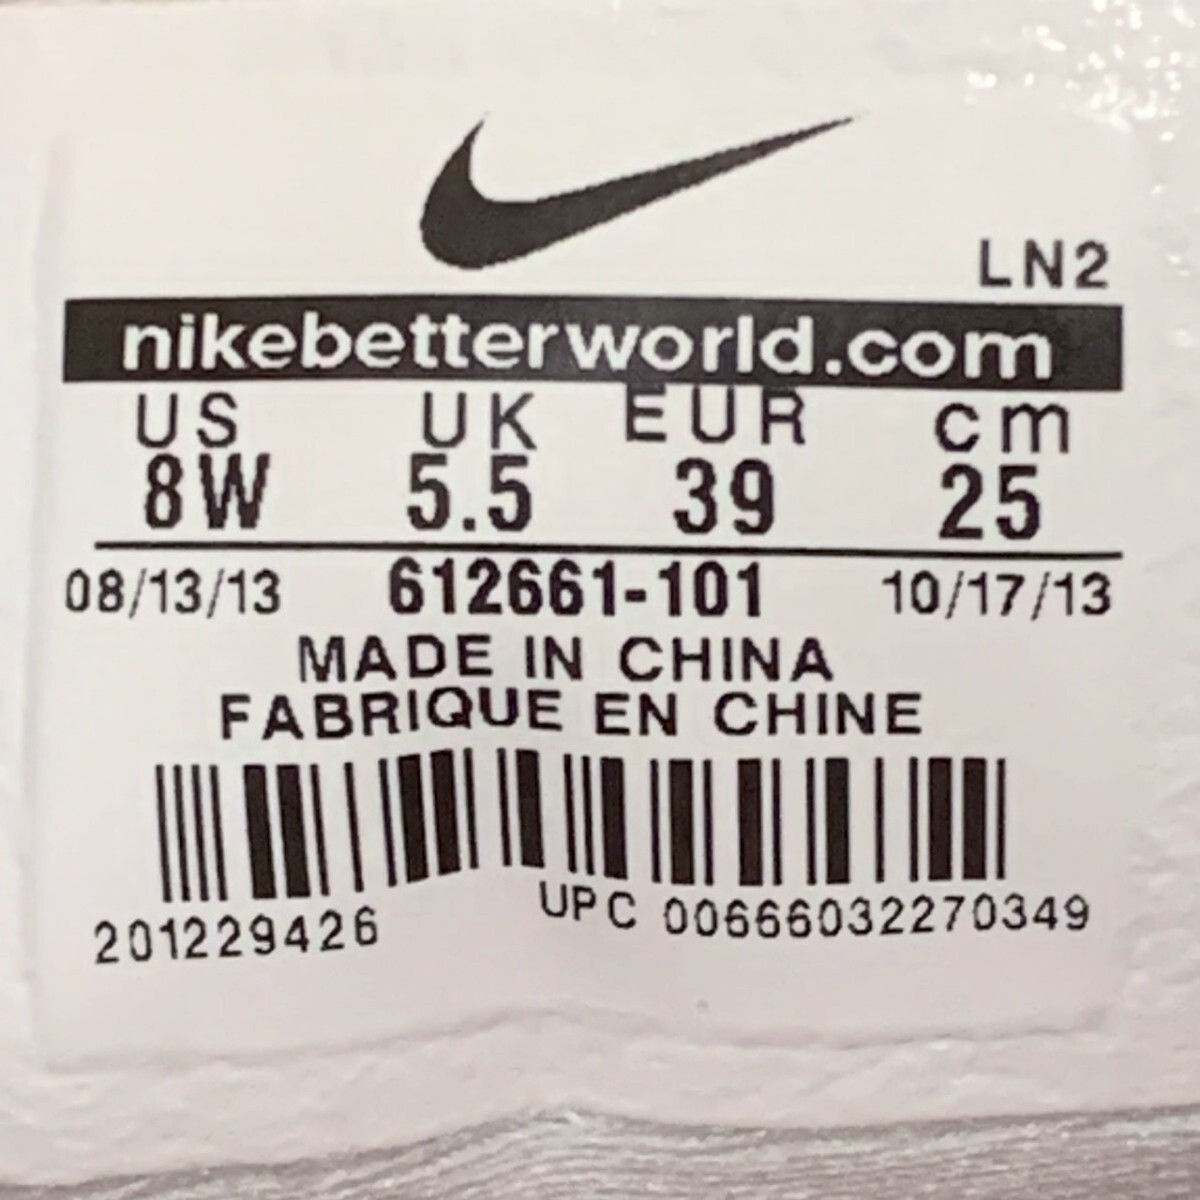 LN2
nikebetterworld.com
US UK EUR cm
8W 5.5 39 25
08/13/13 612661-101 10/17/13
MADE IN CHINA
FABRIQUE EN CHINE
201229426 UPC 00666032270349